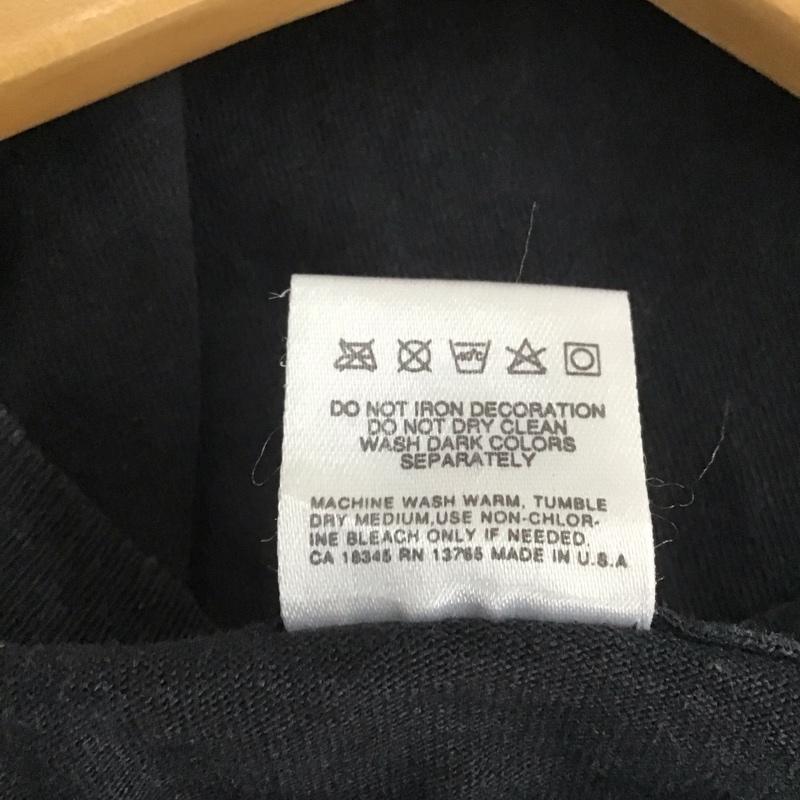 40°C
DO NOT IRON DECORATION
DO NOT DRY CLEAN
WASH DARK COLORS
SEPARATELY
MACHINE WASH WARM, TUMBLE
DRY MEDIUM,USE NON-CHLOR-
INE BLEACH ONLY IF NEEDED.
CA 18345 RN 13765 MADE IN U.S.A